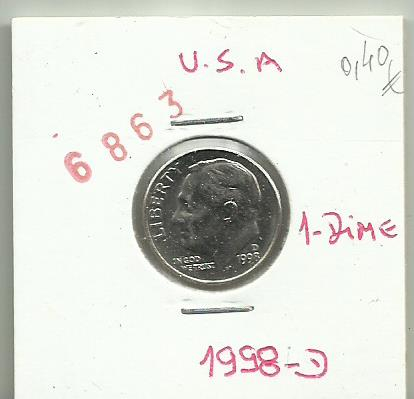 U.S.A
0,40
6863
LIBERTY
IN GOD
WE TRUST
D
1998
1-DiME
1998-D